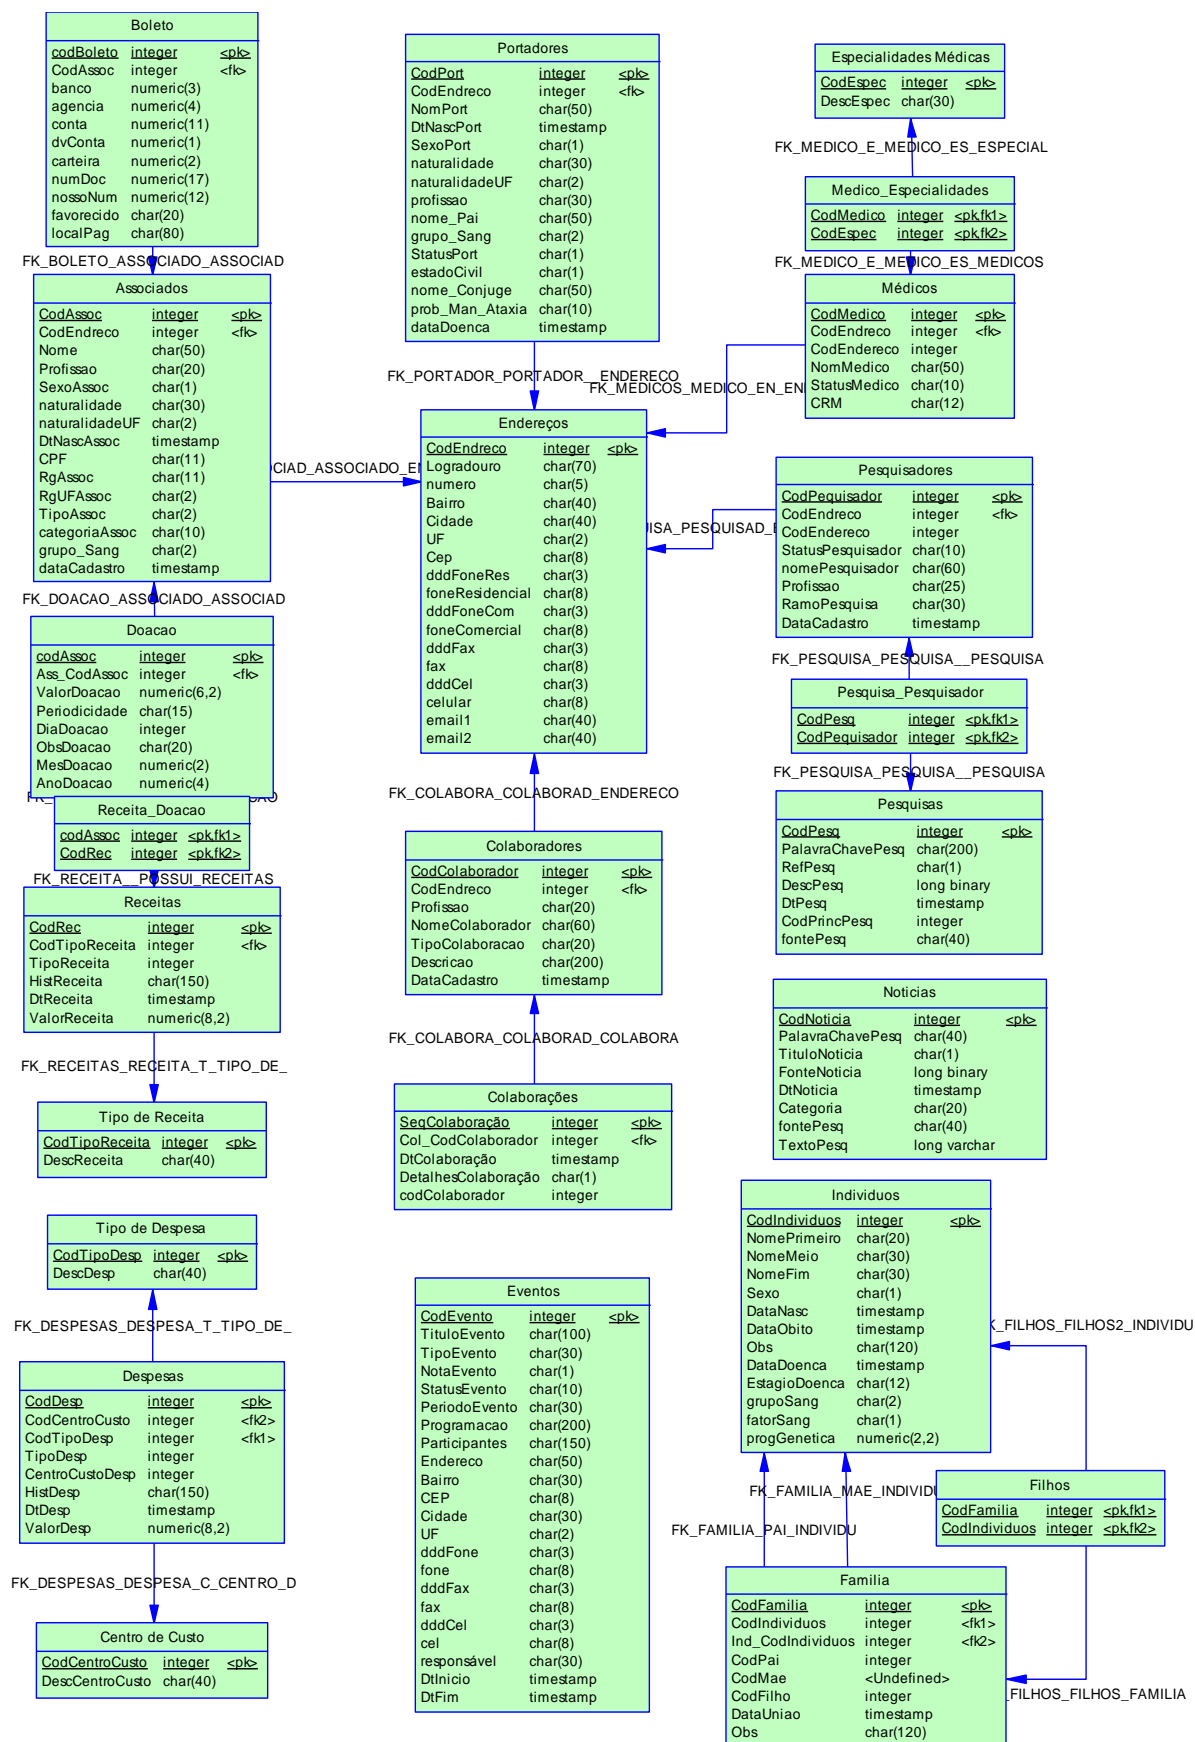 Boleto
codBoleto integer <pk>
CodAssoc integer <fk>
banco numeric(3)
agencia numeric(4)
conta numeric(11)
dvConta numeric(1)
carteira numeric(2)
numDoc numeric(17)
nossoNum numeric(12)
favorecido char(20)
localPag char(80)
FK_BOLETO_ASSOCIADO_ASSOCIAD
Associados
CodAssoc integer <pk>
CodEndreco integer <fk>
Nome char(50)
Profissao char(20)
SexoAssoc char(1)
naturalidade char(30)
naturalidadeUF char(2)
DtNascAssoc timestamp
CPF char(11)
RgAssoc char(11)
RgUFAssoc char(2)
TipoAssoc char(2)
categoriaAssoc char(10)
grupo_Sang char(2)
dataCadastro timestamp
CIAD_ASSOCIADO_E
FK_DOACAO_ASSOCIADO_ASSOCIAD
Doacao
codAssoc integer <pk>
Ass_CodAssoc integer <fk>
ValorDoacao numeric(6,2)
Periodicidade char(15)
DiaDoacao integer
ObsDoacao char(20)
MesDoacao numeric(2)
AnoDoacao numeric(4)
Receita_Doacao
codAssoc integer <pk,fk1>
CodRec integer <pk,fk2>
FK_RECEITA__POSSUI_RECEITAS
Receitas
CodRec integer <pk>
CodTipoReceita integer <fk>
TipoReceita integer
HistReceita char(150)
DtReceita timestamp
ValorReceita numeric(8,2)
FK_RECEITAS_RECEITA_T_TIPO_DE_
Tipo de Receita
CodTipoReceita integer <pk>
DescReceita char(40)
Tipo de Despesa
CodTipoDesp integer <pk>
DescDesp char(40)
FK_DESPESAS_DESPESA_T_TIPO_DE_
Despesas
CodDesp integer <pk>
CodCentroCusto integer <fk2>
CodTipoDesp integer <fk1>
TipoDesp integer
CentroCustoDesp integer
HistDesp char(150)
DtDesp timestamp
ValorDesp numeric(8,2)
FK_DESPESAS_DESPESA_C_CENTRO_D
Centro de Custo
CodCentroCusto integer <pk>
DescCentroCusto char(40)
Portadores
CodPort integer <pk>
CodEndreco integer <fk>
NomPort char(50)
DtNascPort timestamp
SexoPort char(1)
naturalidade char(30)
naturalidadeUF char(2)
profissao char(30)
nome_Pai char(50)
grupo_Sang char(2)
StatusPort char(1)
estadoCivil char(1)
nome_Conjuge char(50)
prob_Man_Ataxia char(10)
dataDoenca timestamp
FK_PORTADOR_PORTADOR__ENDERECO
Endereços
CodEndreco integer <pk>
Logradouro char(70)
numero char(5)
Bairro char(40)
Cidade char(40)
UF char(2)
Cep char(8)
dddFoneRes char(3)
foneResidencial char(8)
dddFoneCom char(3)
foneComercial char(8)
dddFax char(3)
fax char(8)
dddCel char(3)
celular char(8)
email1 char(40)
email2 char(40)
FK_COLABORA_COLABORAD_ENDERECO
Colaboradores
CodColaborador integer <pk>
CodEndreco integer <fk>
Profissao char(20)
NomeColaborador char(60)
TipoColaboracao char(20)
Descricao char(200)
DataCadastro timestamp
FK_COLABORA_COLABORAD_COLABORA
Colaborações
SeqColaboração integer <pk>
Col_CodColaborador integer <fk>
DtColaboração timestamp
DetalhesColaboração char(1)
codColaborador integer
Eventos
CodEvento integer <pk>
TituloEvento char(100)
TipoEvento char(30)
NotaEvento char(1)
StatusEvento char(10)
PeriodoEvento char(30)
Programacao char(200)
Participantes char(150)
Endereco char(50)
Bairro char(30)
CEP char(8)
Cidade char(30)
UF char(2)
dddFone char(3)
fone char(8)
dddFax char(3)
fax char(8)
dddCel char(3)
cel char(8)
responsável char(30)
DtInicio timestamp
DtFim timestamp
Especialidades Médicas
CodEspec integer <pk>
DescEspec char(30)
FK_MEDICO_E_MEDICO_ES_ESPECIAL
Medico_Especialidades
CodMedico integer <pk,fk1>
CodEspec integer <pk,fk2>
FK_MEDICO_E_MEDICO_ES_MEDICOS
Médicos
CodMedico integer <pk>
CodEndreco integer <fk>
CodEndereco integer
NomMedico char(50)
StatusMedico char(10)
CRM char(12)
FK_MEDICOS_MEDICO_EN_EN
Pesquisadores
CodPequisador integer <pk>
CodEndreco integer <fk>
CodEndereco integer
StatusPesquisador char(10)
nomePesquisador char(60)
Profissao char(25)
RamoPesquisa char(30)
DataCadastro timestamp
ISA_PESQUISAD_E
FK_PESQUISA_PESQUISA__PESQUISA
Pesquisa_Pesquisador
CodPesq integer <pk,fk1>
CodPequisador integer <pk,fk2>
FK_PESQUISA_PESQUISA__PESQUISA
Pesquisas
CodPesq integer <pk>
PalavraChavePesq char(200)
RefPesq char(1)
DescPesq long binary
DtPesq timestamp
CodPrincPesq integer
fontePesq char(40)
Noticias
CodNoticia integer <pk>
PalavraChavePesq char(40)
TituloNoticia char(1)
FonteNoticia long binary
DtNoticia timestamp
Categoria char(20)
fontePesq char(40)
TextoPesq long varchar
Individuos
CodIndividuos integer <pk>
NomePrimeiro char(20)
NomeMeio char(30)
NomeFim char(30)
Sexo char(1)
DataNasc timestamp
DataObito timestamp
Obs char(120)
DataDoenca timestamp
EstagioDoenca char(12)
grupoSang char(2)
fatorSang char(1)
progGenetica numeric(2,2)
K_FILHOS_FILHOS2_INDIVIDU
FK_FAMILIA_MAE_INDIVIDU
FK_FAMILIA_PAI_INDIVIDU
Filhos
CodFamilia integer <pk,fk1>
CodIndividuos integer <pk,fk2>
Familia
CodFamilia integer <pk>
CodIndividuos integer <fk1>
Ind_CodIndividuos integer <fk2>
CodPai integer
CodMae <Undefined>
CodFilho integer
DataUniao timestamp
Obs char(120)
_FILHOS_FILHOS_FAMILIA